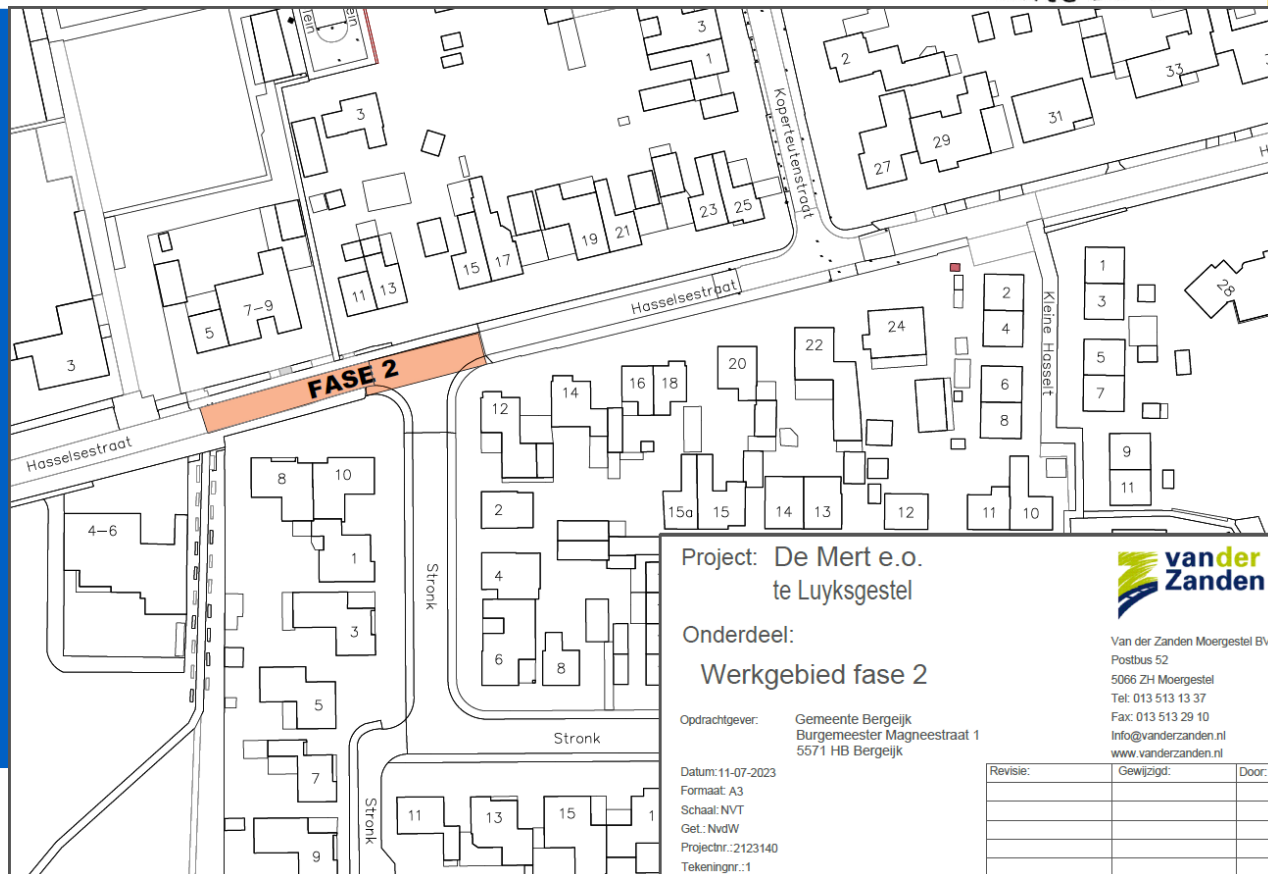 3
1
2
33
Koperteutenstraat
3
31
29
27
23
25
19
21
15
17
11
13
7-9
5
3
Hasselsestraat
FASE 2
Hasselsestraat
1
3
28
2
4
Kleine Hasselt
24
22
20
5
7
6
8
16
18
14
12
9
11
8
10
4-6
2
15a
15
14
13
12
11
10
1
4
Stronk
3
6
8
5
Stronk
7
Stronk
11
13
15
1
9
Project: De Mert e.o.
te Luyksgestel
Onderdeel:
Werkgebied fase 2
Opdrachtgever: Gemeente Bergeijk
Burgemeester Magneestraat 1
5571 HB Bergeijk
Datum:11-07-2023
Formaat: A3
Schaal: NVT
Get.: NvdW
Projectnr.:2123140
Tekeningnr.:1
vander
Zanden
Van der Zanden Moergestel BV
Postbus 52
5066 ZH Moergestel
Tel: 013 513 13 37
Fax: 013 513 29 10
Info@vanderzanden.nl
www.vanderzanden.nl
Revisie: Gewijzigd: Door: